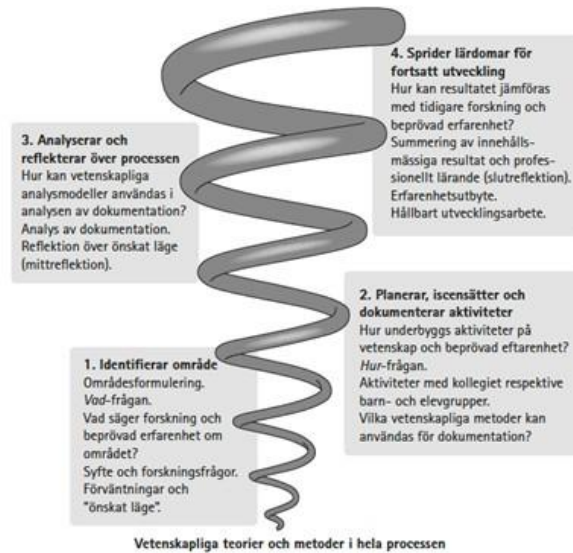 1. Identifierar område
Områdesformulering.
Vad-frågan.
Vad säger forskning och
beprövad erfarenhet om
området?
Syfte och forskningsfrågor.
Förväntningar och
"önskat läge".
2. Planerar, iscensätter och
dokumenterar aktiviteter
Hur underbyggs aktiviteter på
vetenskap och beprövad eftarenhet?
Hur-frågan.
Aktiviteter med kollegiet respektive
barn- och elevgrupper.
Vilka vetenskapliga metoder kan
användas för dokumentation?
3. Analyserar och
reflekterar över processen
Hur kan vetenskapliga
analysmodeller användas i
analysen av dokumentation?
Analys av dokumentation.
Reflektion över önskat läge
(mittreflektion).
4. Sprider lärdomar för
fortsatt utveckling
Hur kan resultatet jämföras
med tidigare forskning och
beprövad erfarenhet?
Summering av innehålls-
mässiga resultat och profes-
sionellt lärande (slutreflektion).
Erfarenhetsutbyte.
Hållbart utvecklingsarbete.
Vetenskapliga teorier och metoder i hela processen